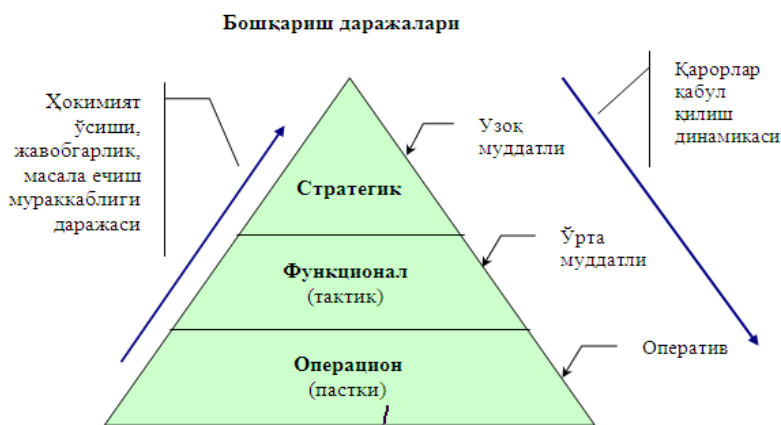 Бошқариш даражалари
Ҳокимият
ўсиши,
жавобгарлик,
масала ечиш
мураккаблиги
даражаси
Қарорлар
қабул
қилиш
динамикаси
Узоқ
муддатли
Стратегик
Ўрта
муддатли
Функционал
(тактик)
Оператив
Операцион
(пастки)